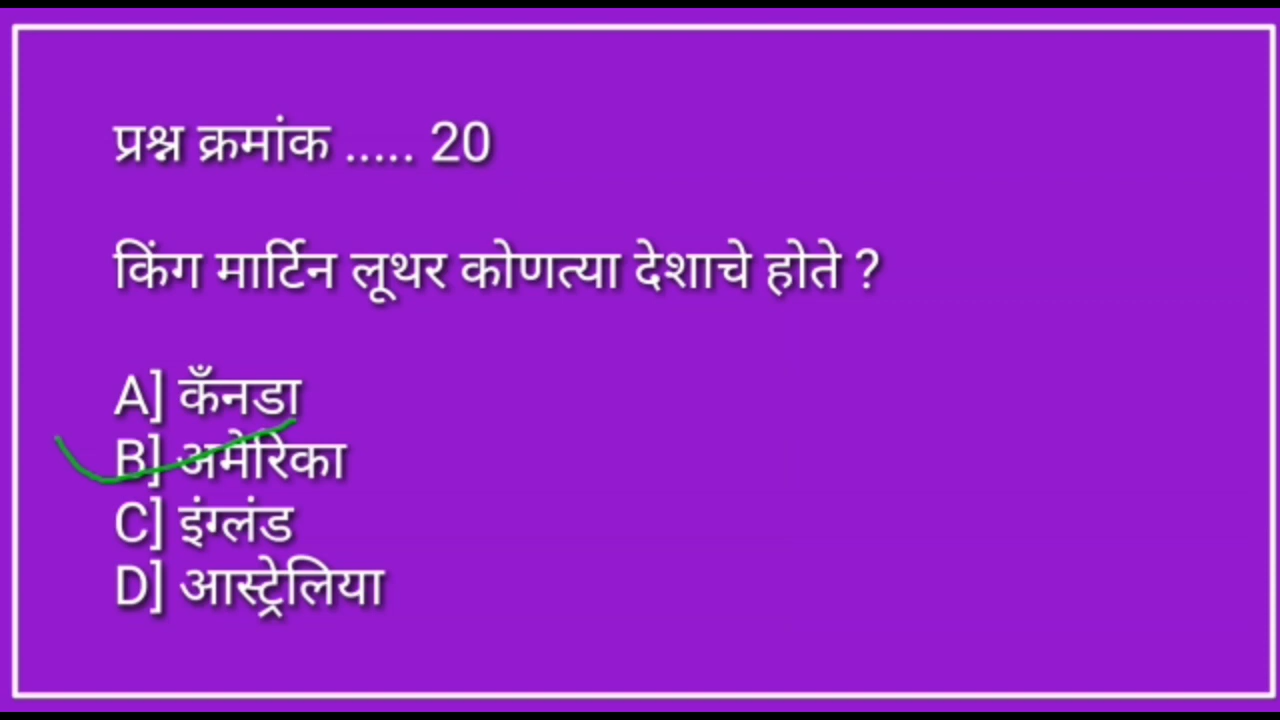 प्रश्न क्रमांक ..... 20
किंग मार्टिन लूथर कोणत्या देशाचे होते ?
A] कँनडा
B] अमेरिका
C] इंग्लंड
D] आस्ट्रेलिया